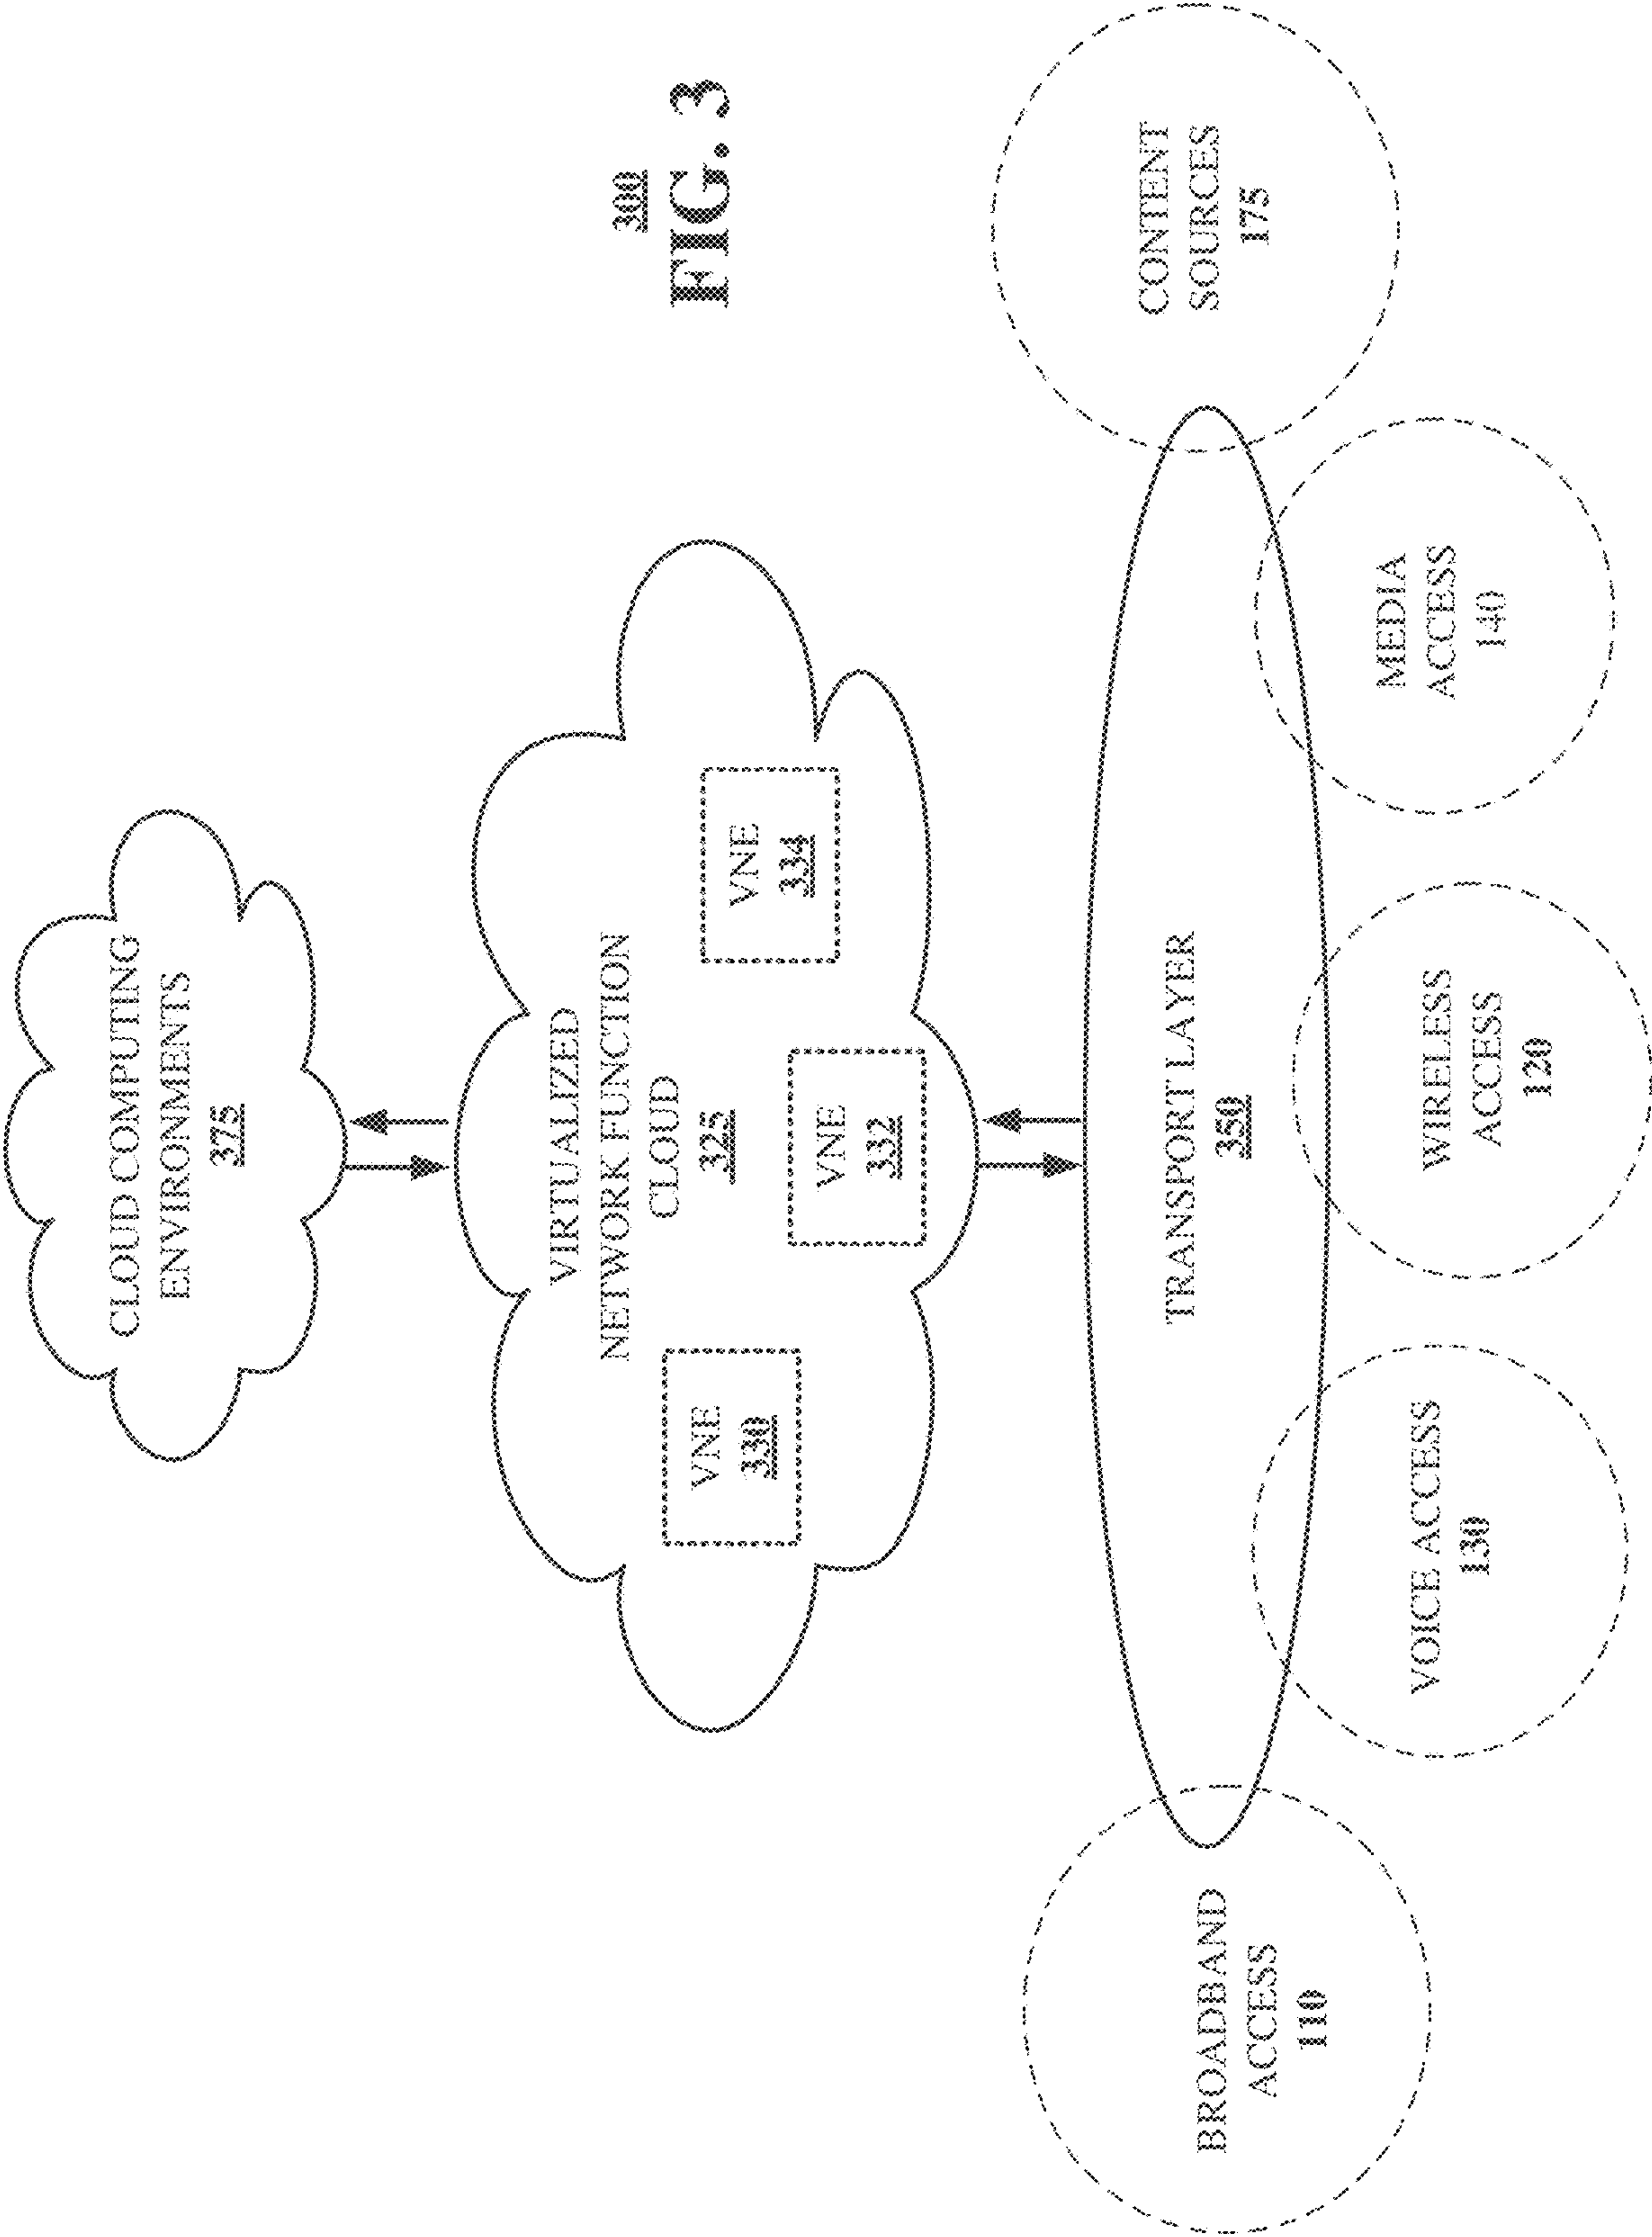 CLOUD COMPUTING
ENVIRONMENTS
375
VIRTUALIZED
NETWORK FUNCTION
CLOUD
325
VNE
330
VNE
332
VNE
334
300
FIG. 3
TRANSPORT LAYER
350
BROADBAND
ACCESS
110
VOICE ACCESS
130
WIRELESS
ACCESS
120
MEDIA
ACCESS
140
CONTENT
SOURCES
175